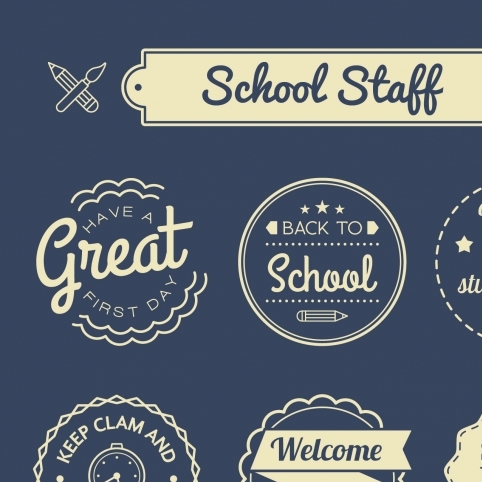 School Staff
HAVE A
Great
FIRST DAY
BACK TO
School
KEEP CLAM AND
Welcome